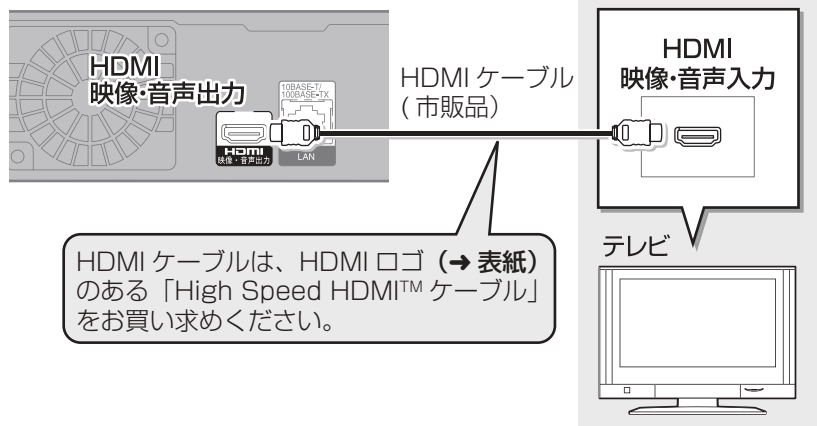 HDMI
映像・音声出力
10BASE-T/
100BASE-TX
HDMI
映像・音声出力
LAN
HDMI ケーブル
(市販品)
HDMI
映像・音声入力
テレビ
HDMI ケーブルは、HDMI ロゴ(➜ 表紙)
のある「High Speed HDMI™ ケーブル」
をお買い求めください。